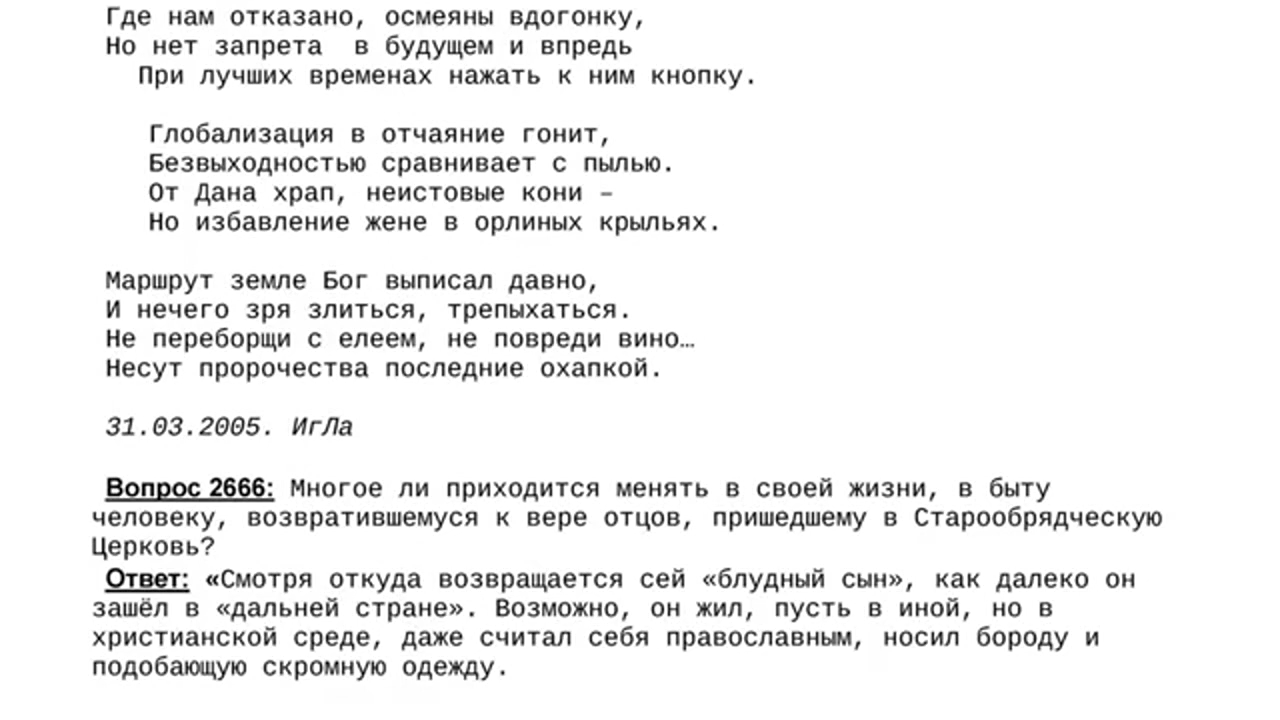 Где нам отказано, осмеяны вдогонку,
Но нет запрета  в будущем и впредь
При лучших временах нажать к ним кнопку.
Глобализация в отчаяние гонит,
Безвыходностью сравнивает с пылью.
От Дана храп, неистовые кони –
Но избавление жене в орлиных крыльях.
Маршрут земле Бог выписал давно,
И нечего зря злиться, трепыхаться.
Не переборщи с елеем, не повреди вино…
Несут пророчества последние охапкой.
31.03.2005. ИгЛа
Вопрос 2666: Многое ли приходится менять в своей жизни, в быту
человеку, возвратившемуся к вере отцов, пришедшему в Старообрядческую
Церковь?
Ответ: «Смотря откуда возвращается сей «блудный сын», как далеко он
зашёл в «дальней стране». Возможно, он жил, пусть в иной, но в
христианской среде, даже считал себя православным, носил бороду и
подобающую скромную одежду.